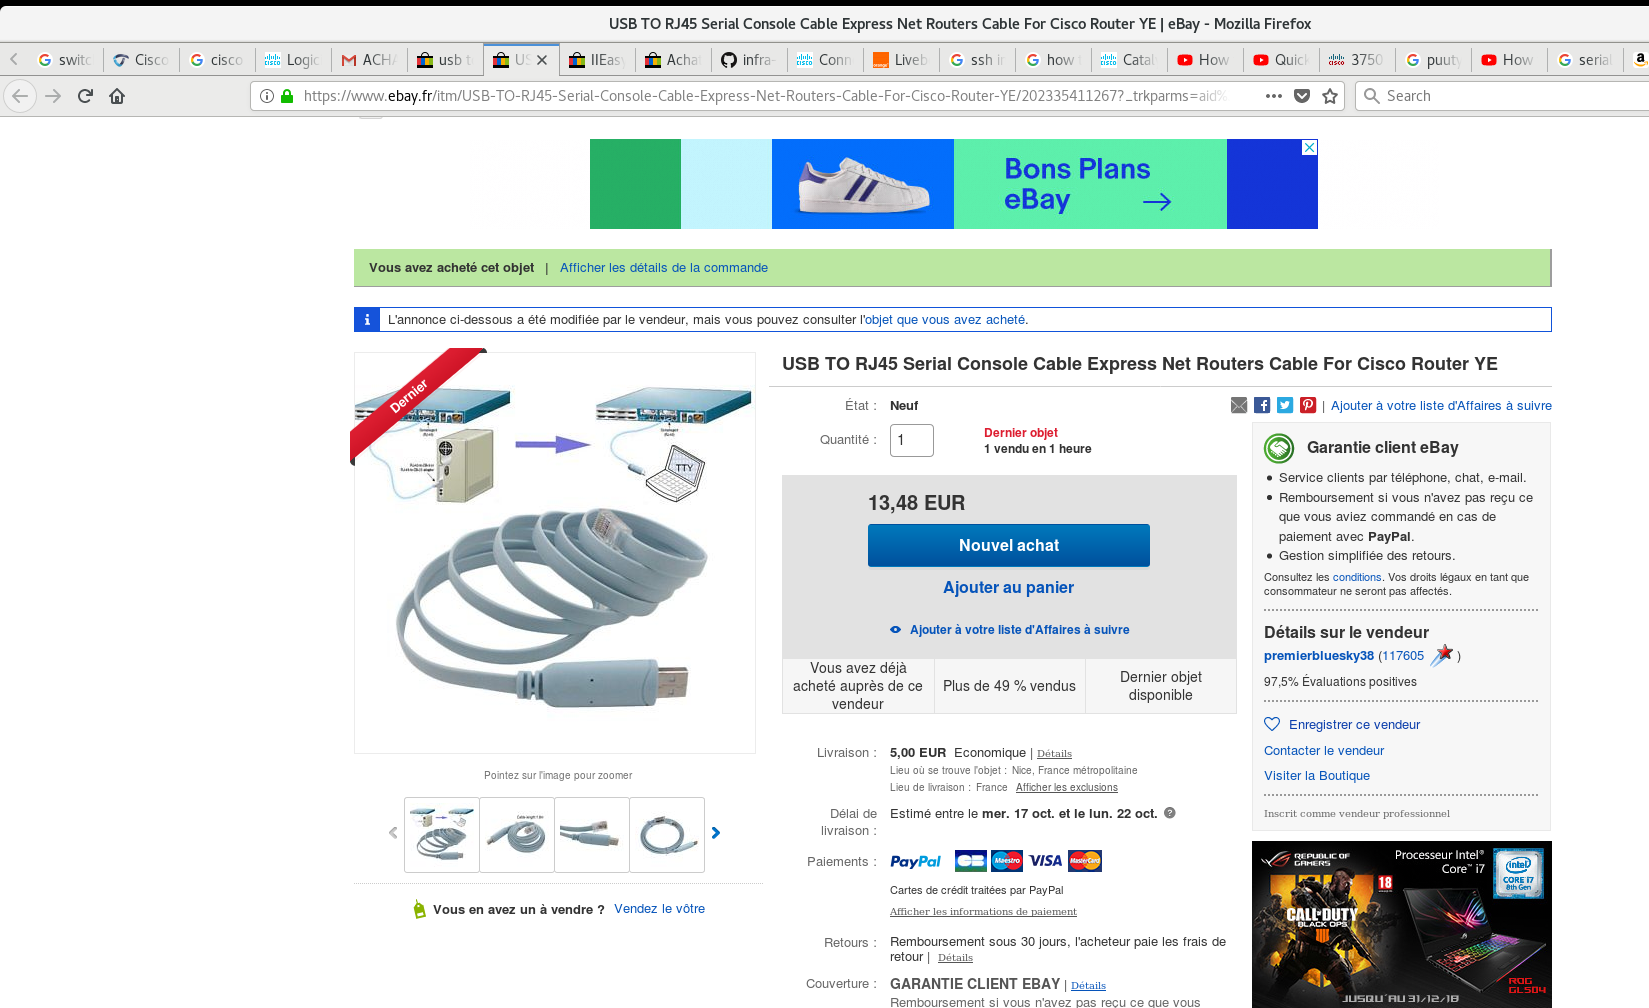 USB TO RJ45 Serial Console Cable Express Net Routers Cable For Cisco Router YE | eBay - Mozilla Firefox
switc
Cisco
cisco
Logic
ACHA
usb t
US
IIEasy
Acha
infra-
Conn
Liveb
ssh in
how
Catal
How
Quick
3750
puutty
How
serial
https://www.ebay.fr/itm/USB-TO-RJ45-Serial-Console-Cable-Express-Net-Routers-Cable-For-Cisco-Router-YE/202335411267?_trkparms=aid%
Search
Bons Plans
eBay
Vous avez acheté cet objet | Afficher les détails de la commande
L'annonce ci-dessous a été modifiée par le vendeur, mais vous pouvez consulter l'objet que vous avez acheté.
Dernier
TTY
Pointez sur l'image pour zoomer
Vous en avez un à vendre ? Vendez le vôtre
USB TO RJ45 Serial Console Cable Express Net Routers Cable For Cisco Router YE
État : Neuf
| Ajouter à votre liste d'Affaires à suivre
Quantité : 1
Dernier objet
1 vendu en 1 heure
13,48 EUR
Nouvel achat
Ajouter au panier
Ajouter à votre liste d'Affaires à suivre
Vous avez déjà
acheté auprès de ce
vendeur
Plus de 49 % vendus
Dernier objet
disponible
Livraison : 5,00 EUR Economique | Détails
Lieu où se trouve l'objet : Nice, France métropolitaine
Lieu de livraison : France Afficher les exclusions
Délai de
livraison :
Estimé entre le mer. 17 oct. et le lun. 22 oct. ?
Paiements : PayPal CB Maestro VISA MasterCard
Cartes de crédit traitées par PayPal
Afficher les informations de paiement
Retours : Remboursement sous 30 jours, l'acheteur paie les frais de
retour | Détails
Couverture : GARANTIE CLIENT EBAY | Détails
Remboursement si vous n'avez pas reçu ce que vous
Garantie client eBay
Service clients par téléphone, chat, e-mail.
Remboursement si vous n'avez pas reçu ce
que vous aviez commandé en cas de
paiement avec PayPal.
Gestion simplifiée des retours.
Consultez les conditions. Vos droits légaux en tant que
consommateur ne seront pas affectés.
Détails sur le vendeur
premierbluesky38 (117605 )
97,5% Évaluations positives
Enregistrer ce vendeur
Contacter le vendeur
Visiter la Boutique
Inscrit comme vendeur professionnel
REPUBLIC OF
GAMERS
Processeur Intel®
Core™ i7
intel
CORE i7
8th Gen
18
CALL OF DUTY
BLACK OPS
IIII
ROG
GL504
JUSQU'AU 31/12/18